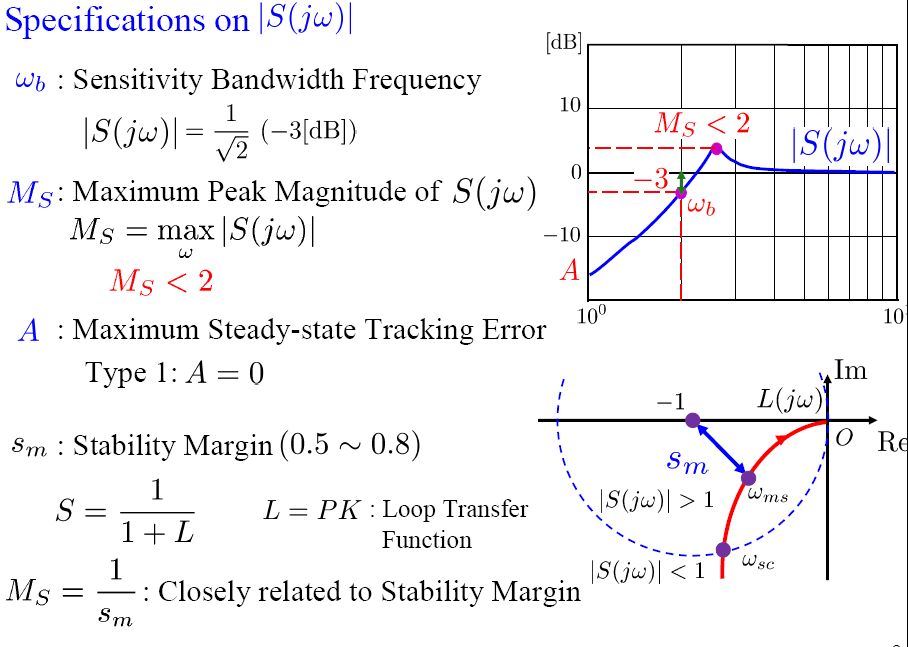 Specifications on |S(jω)|
ω_b : Sensitivity Bandwidth Frequency
|S(jω)| = 1/√2 (−3[dB])
M_S : Maximum Peak Magnitude of S(jω)
M_S = max_ω |S(jω)|
M_S < 2
A : Maximum Steady-state Tracking Error
Type 1: A = 0
s_m : Stability Margin (0.5 ∼ 0.8)
S = 1/(1 + L)
L = PK : Loop Transfer
Function
M_S = 1/s_m : Closely related to Stability Margin
[dB]
10
M_S < 2
|S(jω)|
0
−3
ω_b
−10
A
10^0
Im
−1
L(jω)
O
Re
s_m
|S(jω)| > 1
ω_ms
ω_sc
|S(jω)| < 1